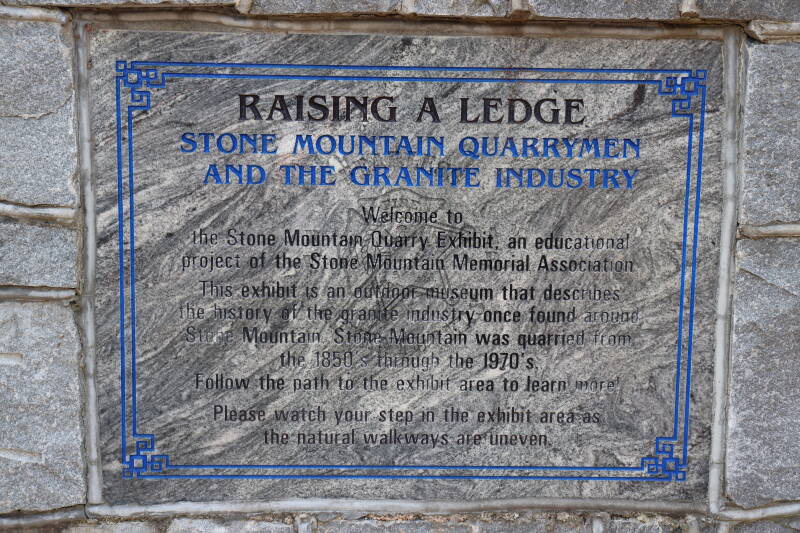 RAISING A LEDGE
STONE MOUNTAIN QUARRYMEN
AND THE GRANITE INDUSTRY
Welcome to
the Stone Mountain Quarry Exhibit, an educational
project of the Stone Mountain Memorial Association
This exhibit is an outdoor museum that describes
the history of the granite industry once found around
Stone Mountain. Stone Mountain was quarried from
the 1850's through the 1970's.
Follow the path to the exhibit area to learn more!
Please watch your step in the exhibit area as
the natural walkways are uneven.